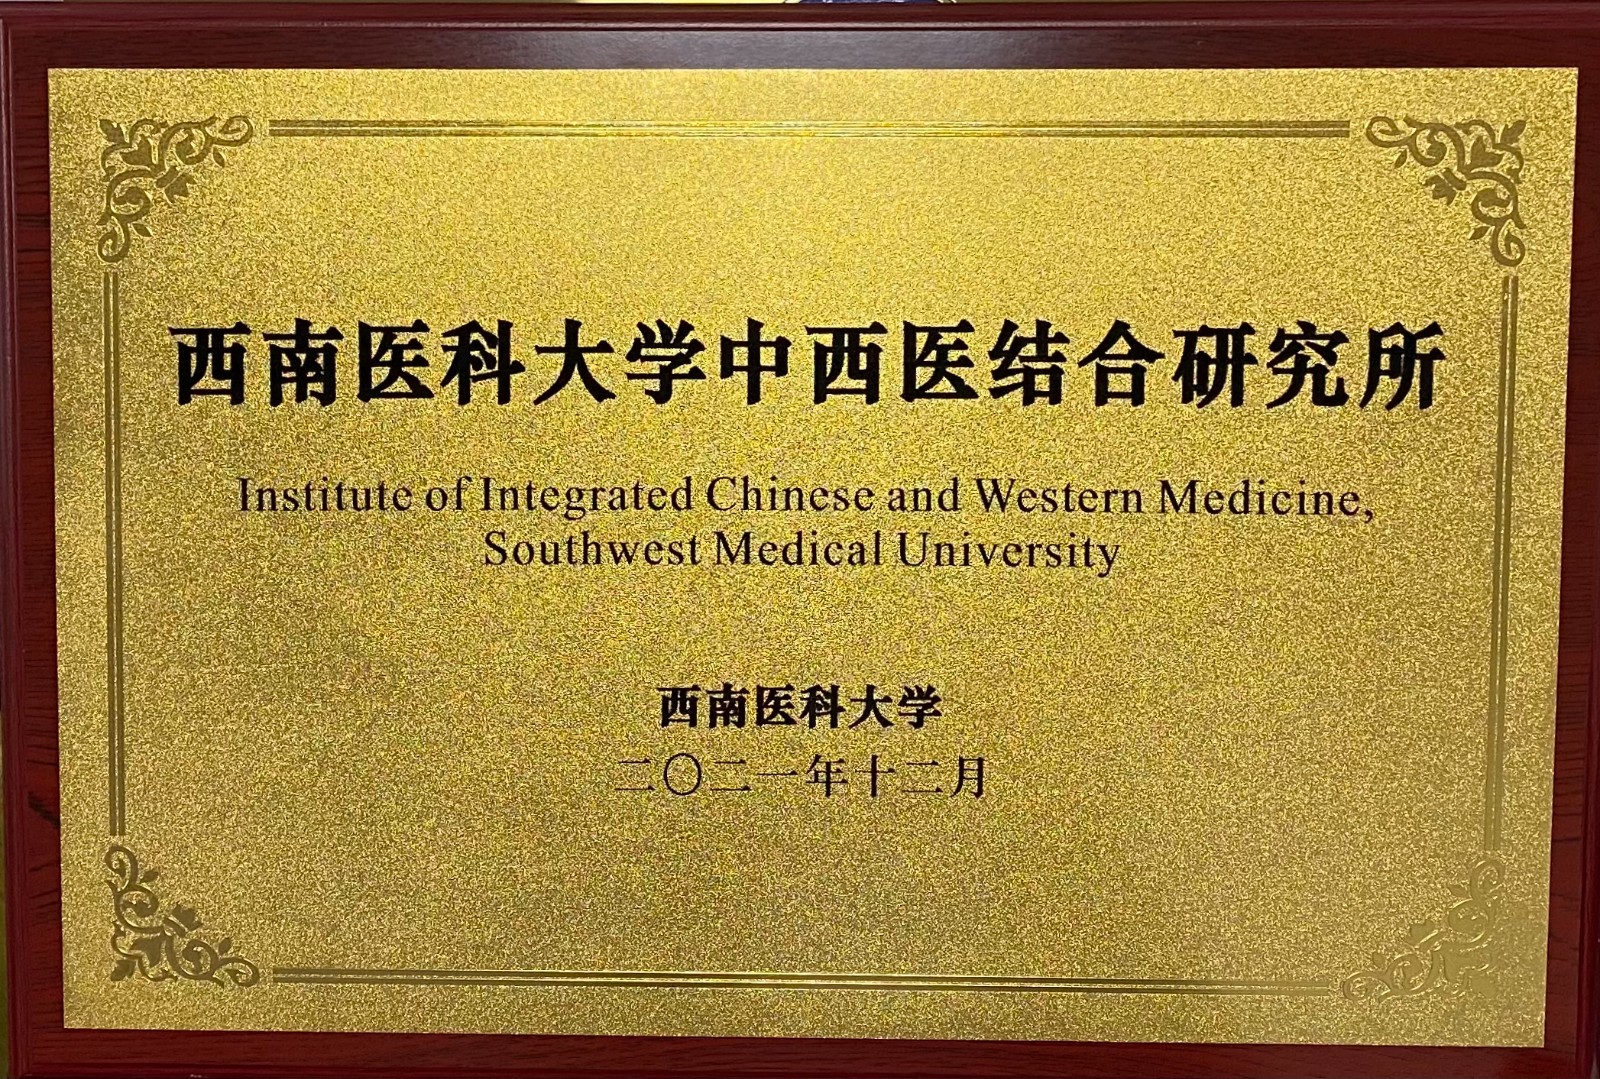 西南医科大学中西医结合研究所
Institute of Integrated Chinese and Western Medicine,
Southwest Medical University
西南医科大学
二〇二一年十二月